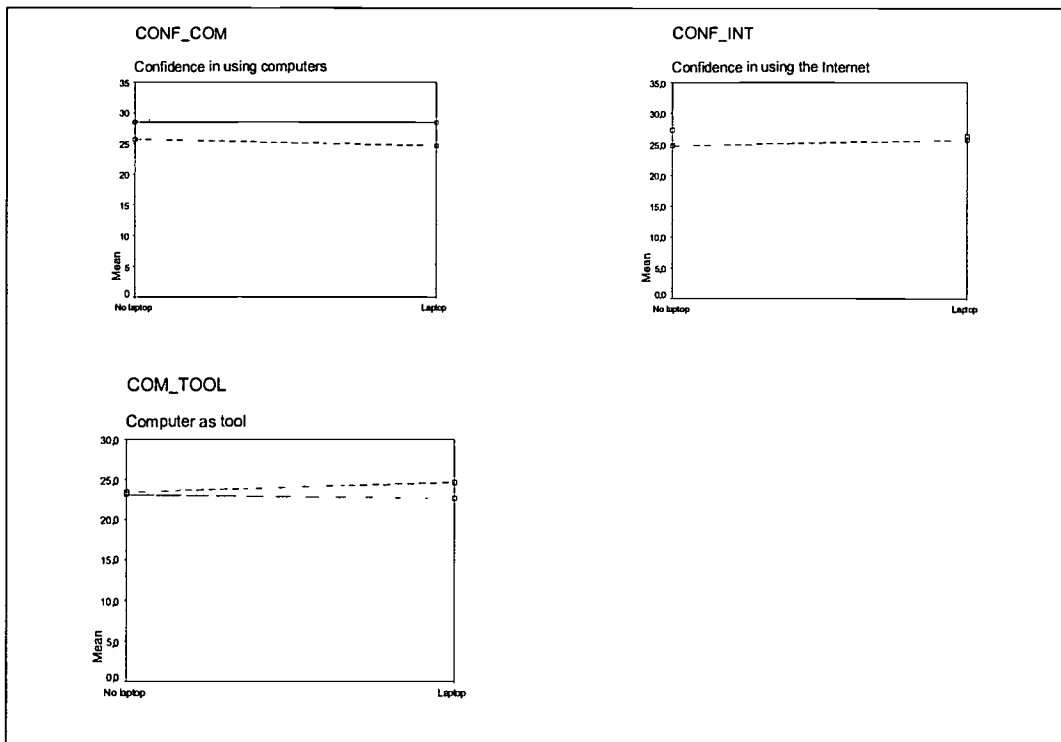 CONF_COM
Confidence in using computers
35
30
25
20
15
10
5
0
Mean
No laptop
Laptop
CONF_INT
Confidence in using the Internet
35,0
30,0
25,0
20,0
15,0
10,0
5,0
0,0
Mean
No laptop
Laptop
COM_TOOL
Computer as tool
30,0
25,0
20,0
15,0
10,0
5,0
0,0
Mean
No laptop
Laptop